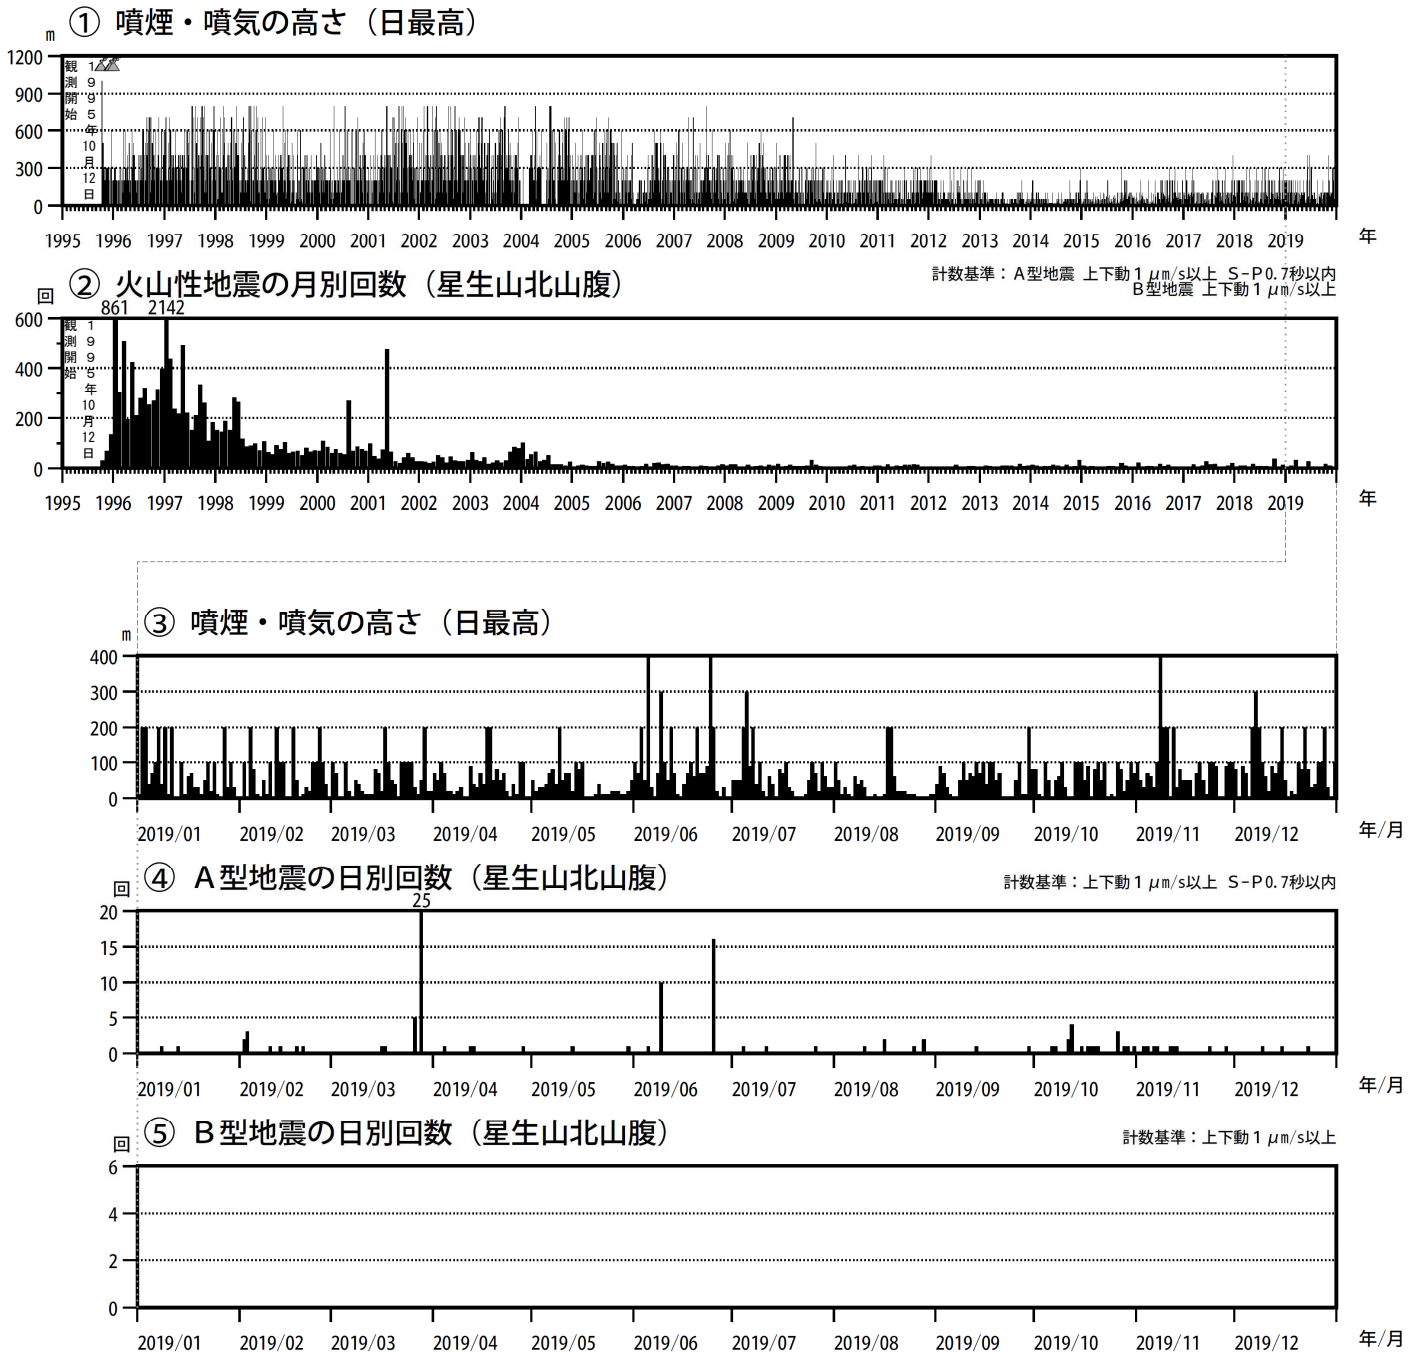 ① 噴煙・噴気の高さ（日最高）
m
1200
900
600
300
0
観測開始
1995年10月12日
1995 1996 1997 1998 1999 2000 2001 2002 2003 2004 2005 2006 2007 2008 2009 2010 2011 2012 2013 2014 2015 2016 2017 2018 2019 年
② 火山性地震の月別回数（星生山北山腹）
計数基準：Ａ型地震 上下動１μm/s以上 Ｓ－Ｐ0.7秒以内
Ｂ型地震 上下動１μm/s以上
回
861 2142
600
400
200
0
観測開始
1995年10月12日
1995 1996 1997 1998 1999 2000 2001 2002 2003 2004 2005 2006 2007 2008 2009 2010 2011 2012 2013 2014 2015 2016 2017 2018 2019 年
③ 噴煙・噴気の高さ（日最高）
m
400
300
200
100
0
2019/01 2019/02 2019/03 2019/04 2019/05 2019/06 2019/07 2019/08 2019/09 2019/10 2019/11 2019/12 年/月
④ Ａ型地震の日別回数（星生山北山腹）
計数基準：上下動１μm/s以上 Ｓ－Ｐ0.7秒以内
回
25
20
15
10
5
0
2019/01 2019/02 2019/03 2019/04 2019/05 2019/06 2019/07 2019/08 2019/09 2019/10 2019/11 2019/12 年/月
⑤ Ｂ型地震の日別回数（星生山北山腹）
計数基準：上下動１μm/s以上
回
6
4
2
0
2019/01 2019/02 2019/03 2019/04 2019/05 2019/06 2019/07 2019/08 2019/09 2019/10 2019/11 2019/12 年/月